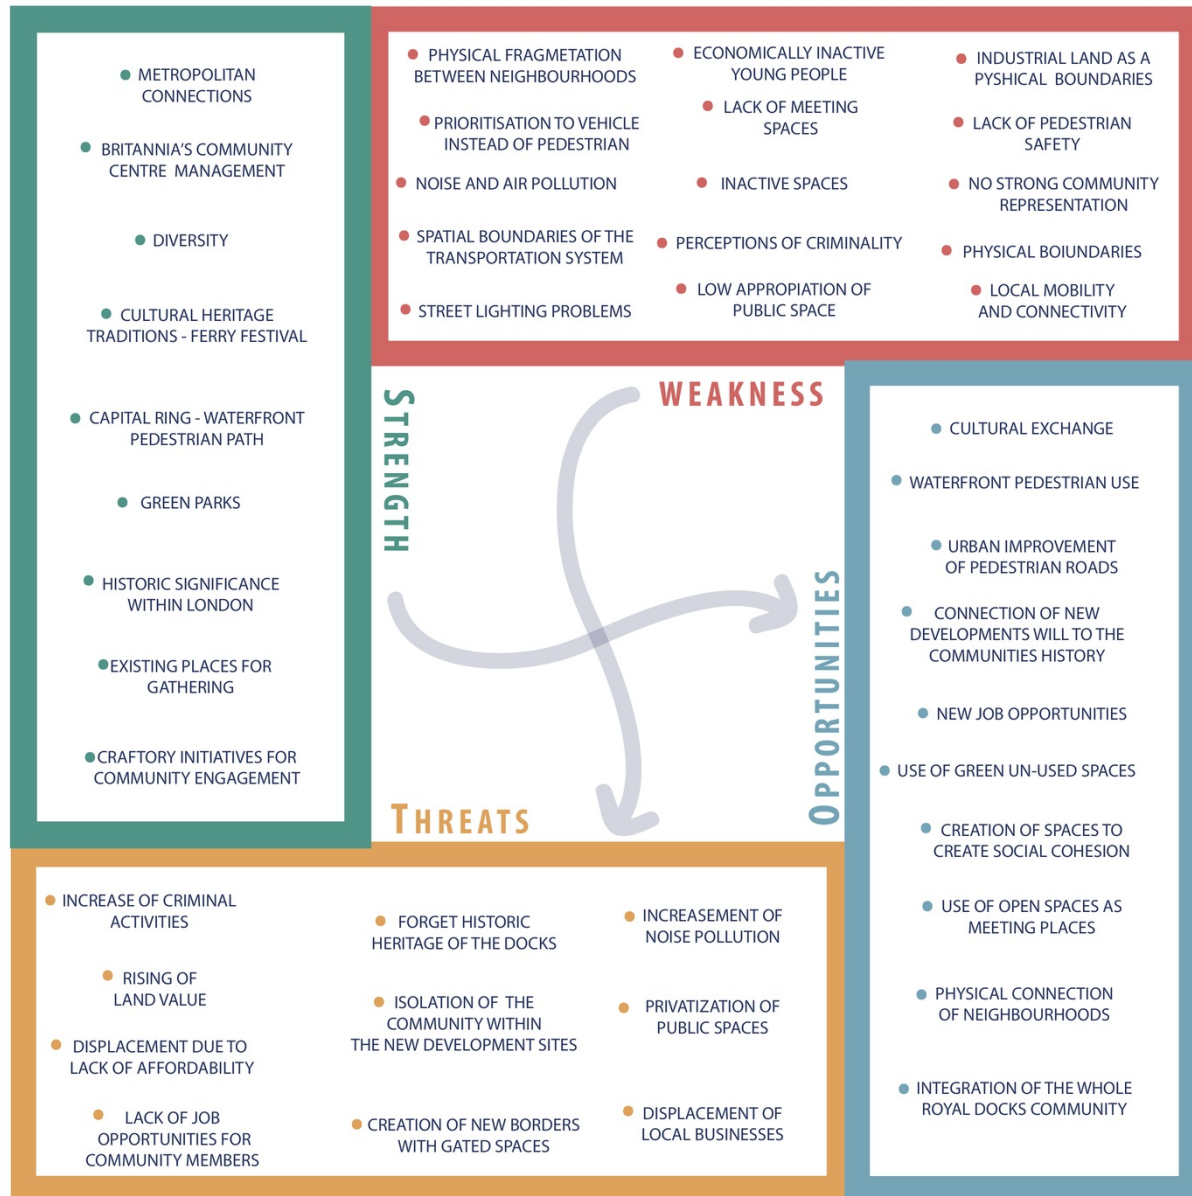 METROPOLITAN
CONNECTIONS
BRITANNIA'S COMMUNITY
CENTRE MANAGEMENT
DIVERSITY
CULTURAL HERITAGE
TRADITIONS - FERRY FESTIVAL
CAPITAL RING - WATERFRONT
PEDESTRIAN PATH
GREEN PARKS
HISTORIC SIGNIFICANCE
WITHIN LONDON
EXISTING PLACES FOR
GATHERING
CRAFTORY INITIATIVES FOR
COMMUNITY ENGAGEMENT
STRENGTH
PHYSICAL FRAGMETATION
BETWEEN NEIGHBOURHOODS
PRIORITISATION TO VEHICLE
INSTEAD OF PEDESTRIAN
NOISE AND AIR POLLUTION
SPATIAL BOUNDARIES OF THE
TRANSPORTATION SYSTEM
STREET LIGHTING PROBLEMS
ECONOMICALLY INACTIVE
YOUNG PEOPLE
LACK OF MEETING
SPACES
INACTIVE SPACES
PERCEPTIONS OF CRIMINALITY
LOW APPROPIATION OF
PUBLIC SPACE
INDUSTRIAL LAND AS A
PYSHICAL BOUNDARIES
LACK OF PEDESTRIAN
SAFETY
NO STRONG COMMUNITY
REPRESENTATION
PHYSICAL BOIUNDARIES
LOCAL MOBILITY
AND CONNECTIVITY
WEAKNESS
OPPORTUNITIES
CULTURAL EXCHANGE
WATERFRONT PEDESTRIAN USE
URBAN IMPROVEMENT
OF PEDESTRIAN ROADS
CONNECTION OF NEW
DEVELOPMENTS WILL TO THE
COMMUNITIES HISTORY
NEW JOB OPPORTUNITIES
USE OF GREEN UN-USED SPACES
CREATION OF SPACES TO
CREATE SOCIAL COHESION
USE OF OPEN SPACES AS
MEETING PLACES
PHYSICAL CONNECTION
OF NEIGHBOURHOODS
INTEGRATION OF THE WHOLE
ROYAL DOCKS COMMUNITY
THREATS
INCREASE OF CRIMINAL
ACTIVITIES
RISING OF
LAND VALUE
DISPLACEMENT DUE TO
LACK OF AFFORDABILITY
LACK OF JOB
OPPORTUNITIES FOR
COMMUNITY MEMBERS
FORGET HISTORIC
HERITAGE OF THE DOCKS
ISOLATION OF THE
COMMUNITY WITHIN
THE NEW DEVELOPMENT SITES
CREATION OF NEW BORDERS
WITH GATED SPACES
INCREASEMENT OF
NOISE POLLUTION
PRIVATIZATION OF
PUBLIC SPACES
DISPLACEMENT OF
LOCAL BUSINESSES